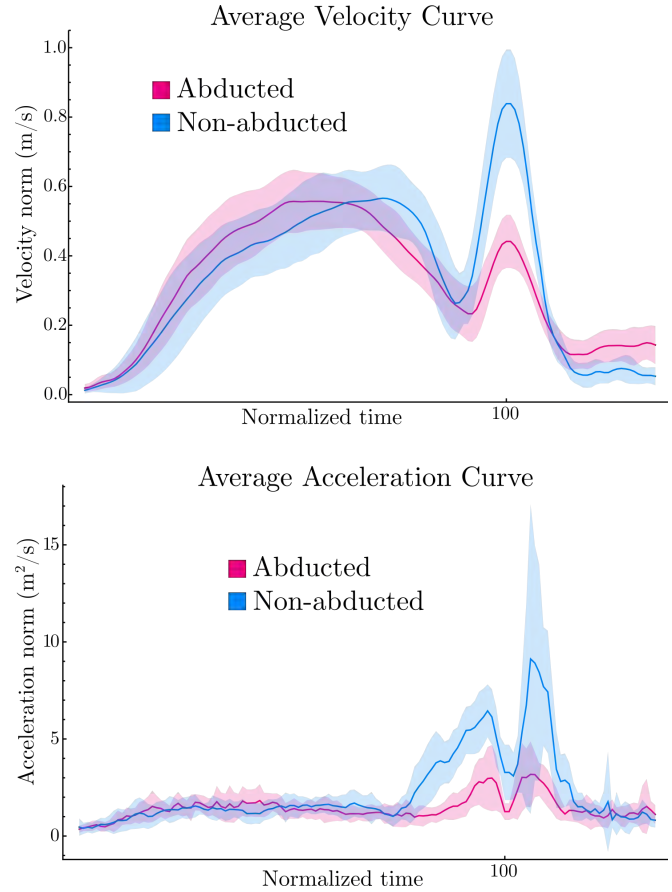 Average Velocity Curve
1.0
Abducted
Non-abducted
0.8
0.6
0.4
0.2
0.0
Velocity norm (m/s)
Normalized time
100
Average Acceleration Curve
15
Abducted
Non-abducted
10
5
0
Acceleration norm (m²/s)
100
Normalized time